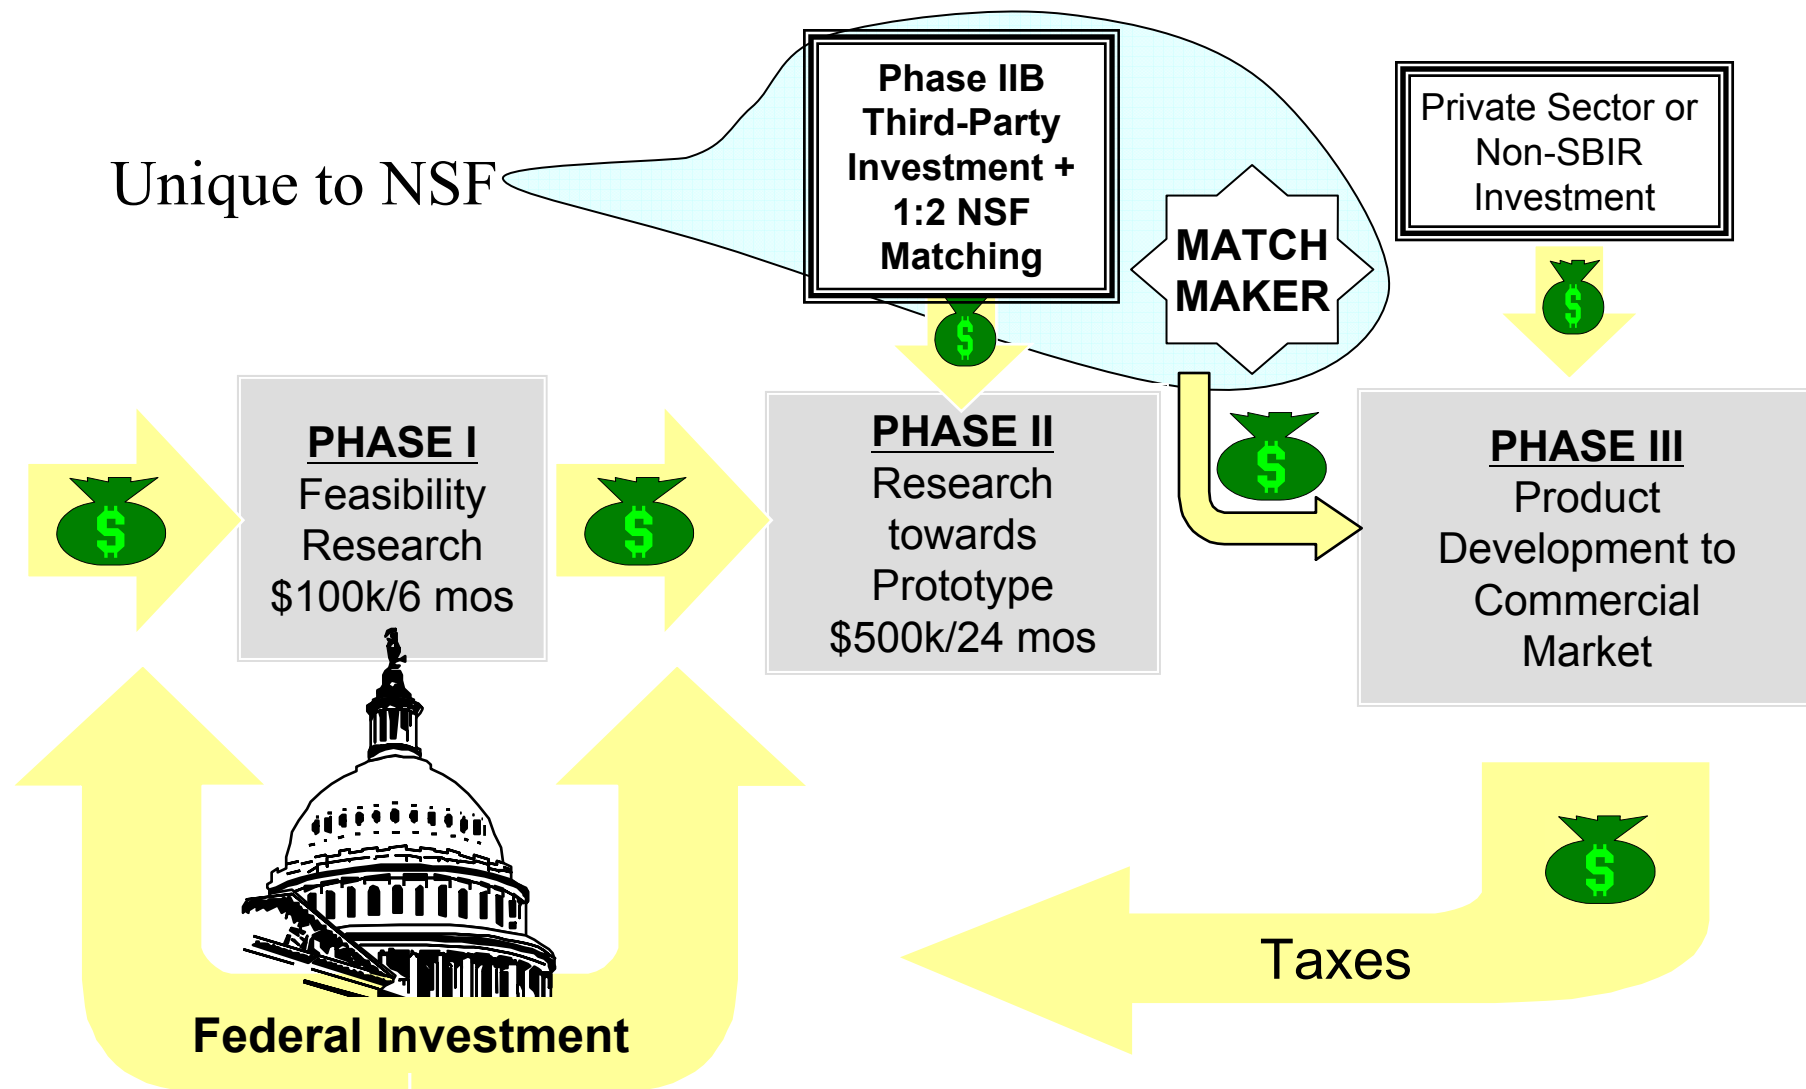 Unique to NSF
Phase IIB
Third-Party
Investment +
1:2 NSF
Matching
MATCH
MAKER
Private Sector or
Non-SBIR
Investment
$
$
PHASE I
Feasibility
Research
$100k/6 mos
$
$
PHASE II
Research
towards
Prototype
$500k/24 mos
$
PHASE III
Product
Development to
Commercial
Market
$
Taxes
Federal Investment